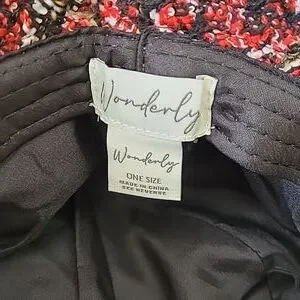 Wonderly
Wonderly
ONE SIZE
MADE IN CHINA
SEE REVERSE